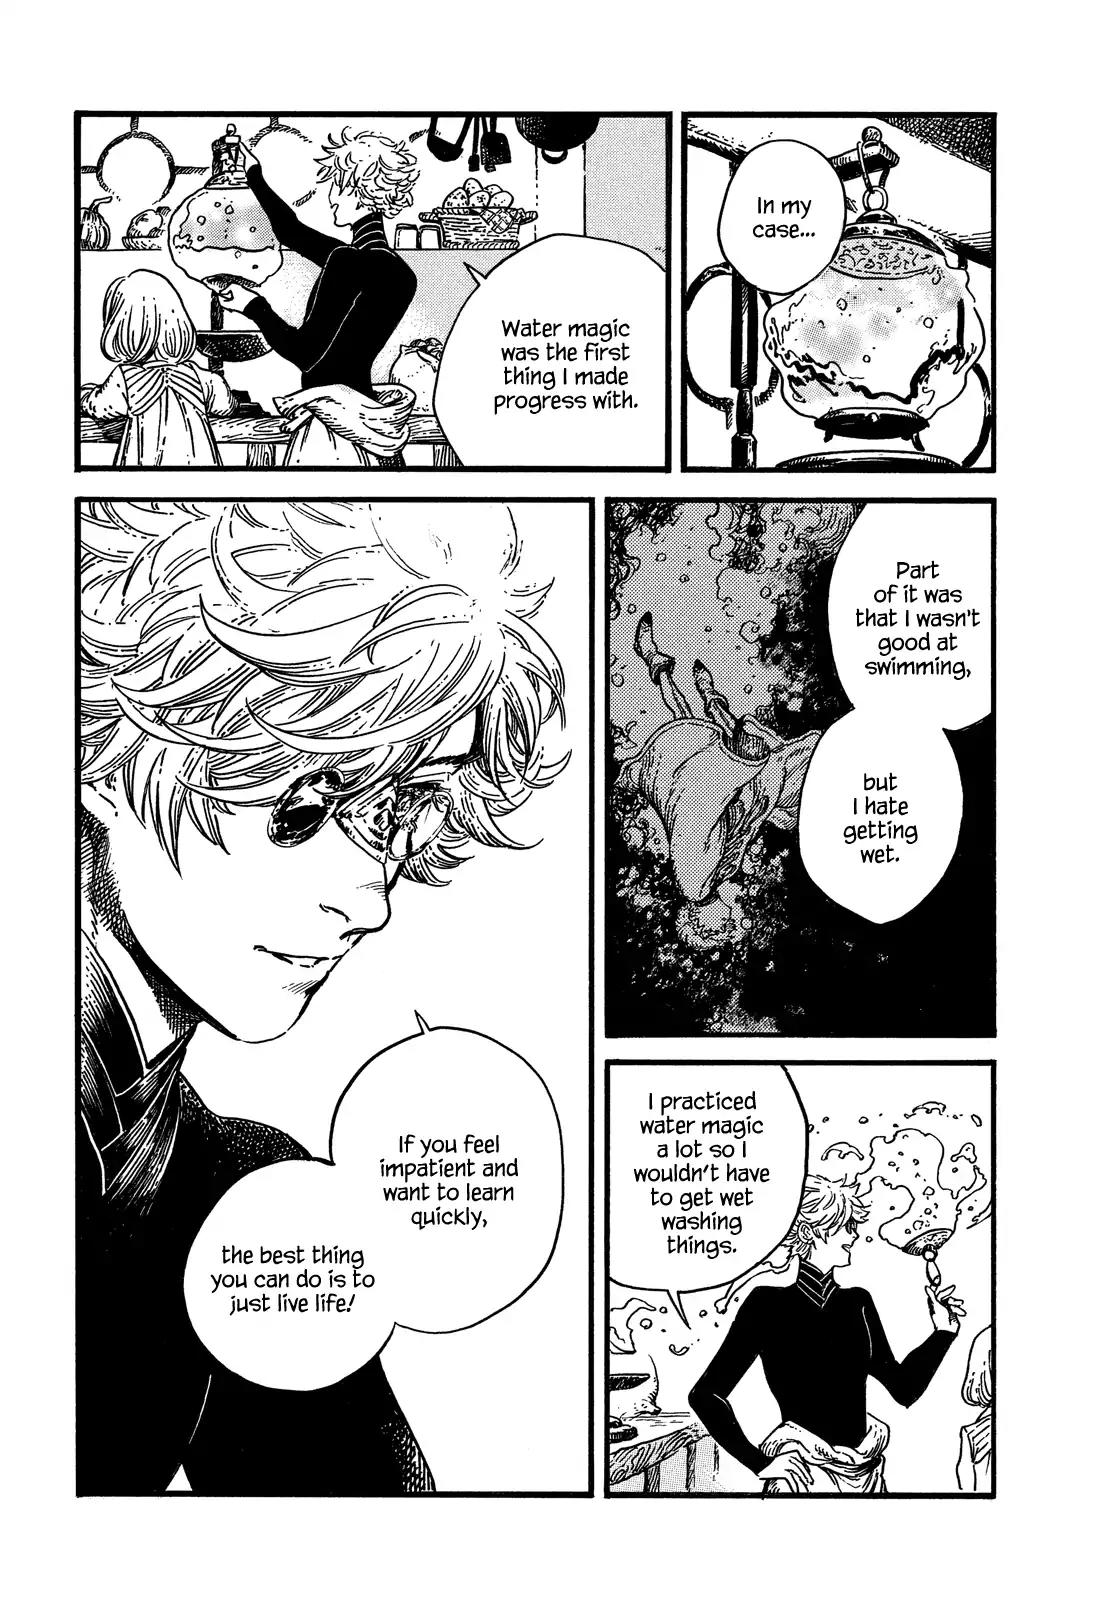 In my
case...
Water magic
was the first
thing I made
progress with.
Part
of it was
that I wasn't
good at
swimming,
but
I hate
getting
wet.
I practiced
water magic
a lot so I
wouldn't have
to get wet
washing
things.
If you feel
impatient and
want to learn
quickly,
the best thing
you can do is to
just live life!